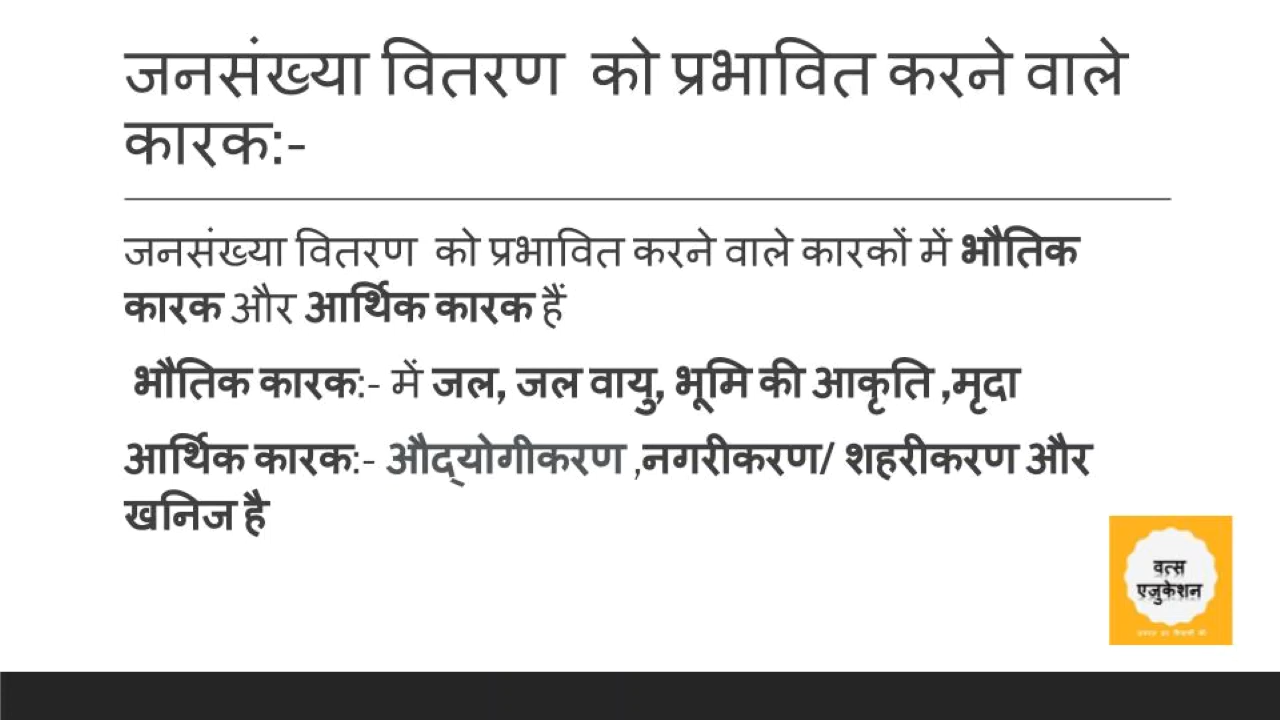 जनसंख्या वितरण को प्रभावित करने वाले
कारक:-
जनसंख्या वितरण को प्रभावित करने वाले कारकों में भौतिक
कारक और आर्थिक कारक हैं
भौतिक कारक:- में जल, जल वायु, भूमि की आकृति ,मृदा
आर्थिक कारक:- औद्योगीकरण ,नगरीकरण/ शहरीकरण और
खनिज है
वत्स
एजुकेशन